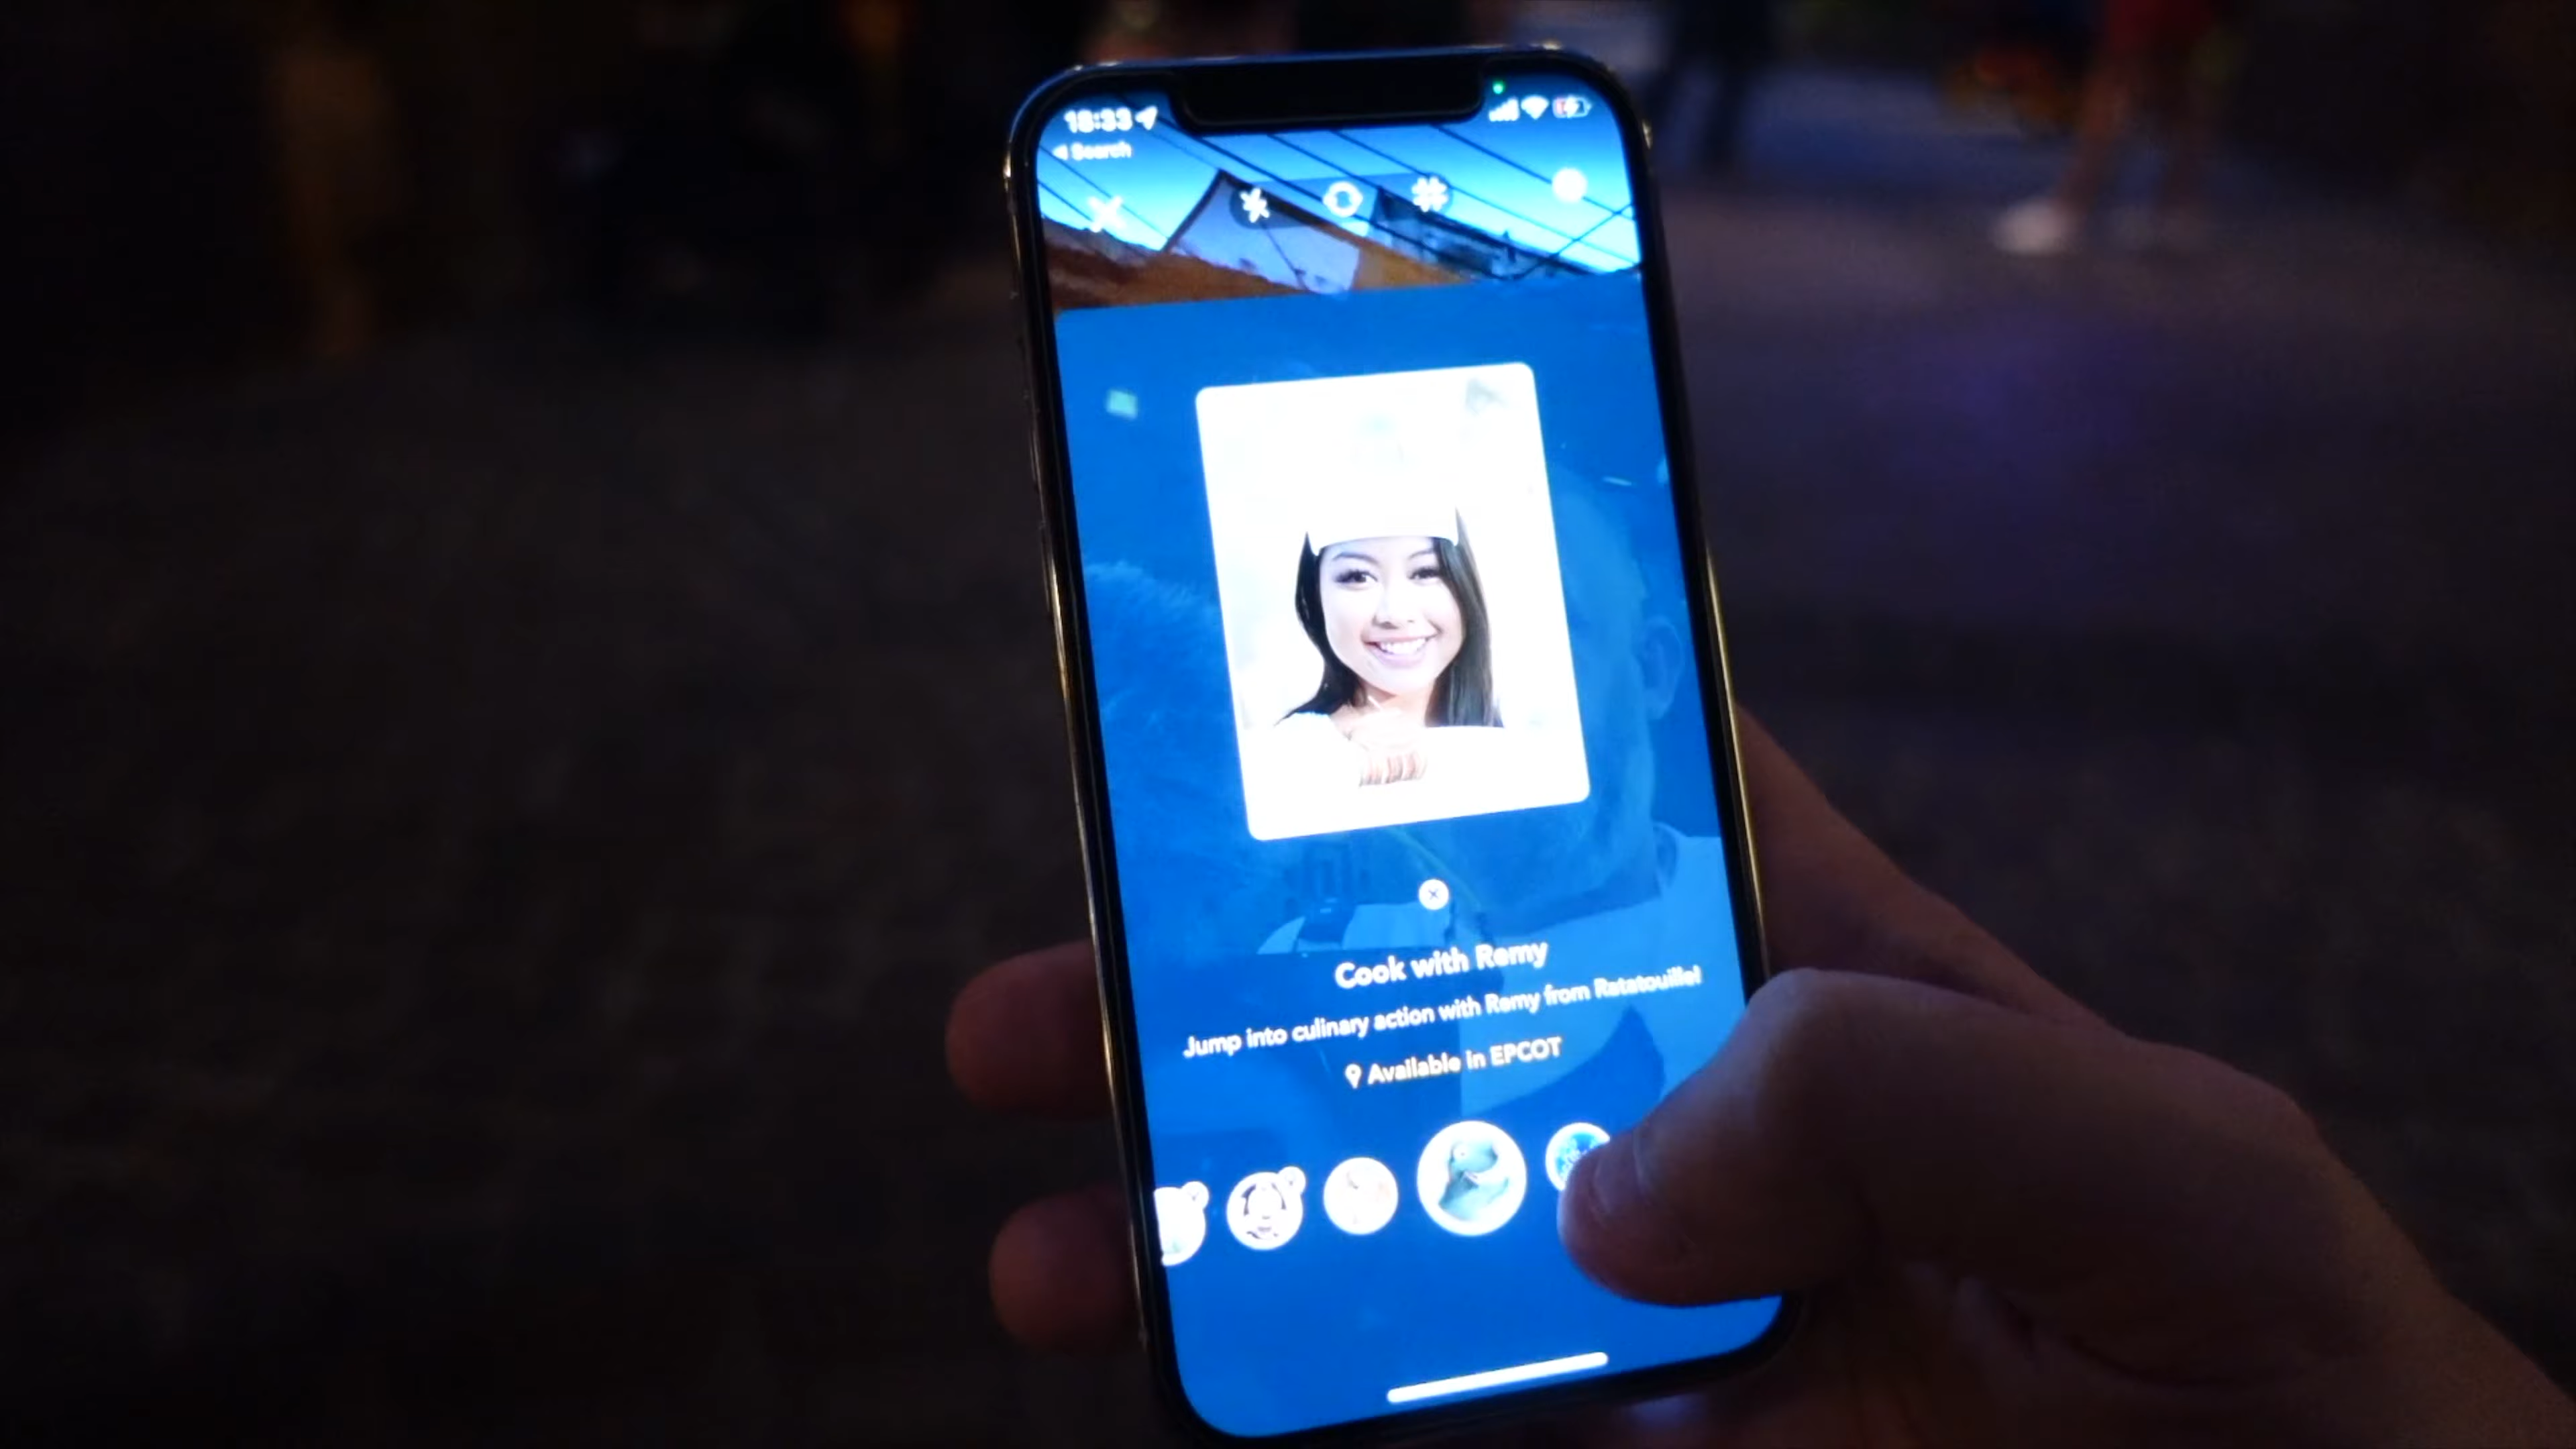 18:33
Search
Cook with Remy
Jump into culinary action with Remy from Ratatouille!
Available in EPCOT